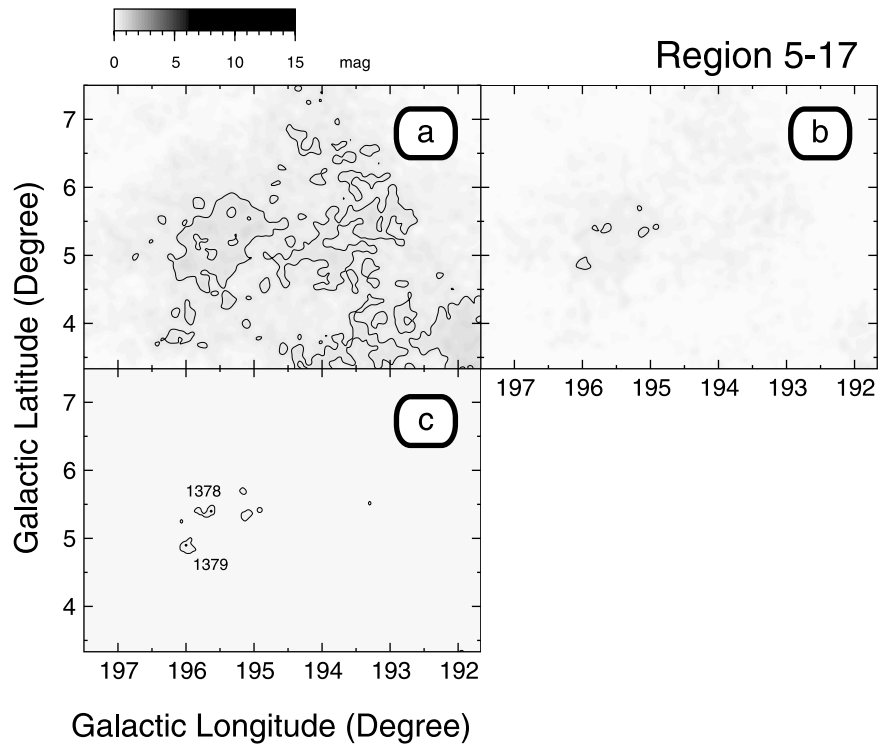 0 5 10 15 mag
Region 5-17
a
b
7
6
5
4
197 196 195 194 193 192
c
7
6
5
4
1378
1379
197 196 195 194 193 192
Galactic Latitude (Degree)
Galactic Longitude (Degree)